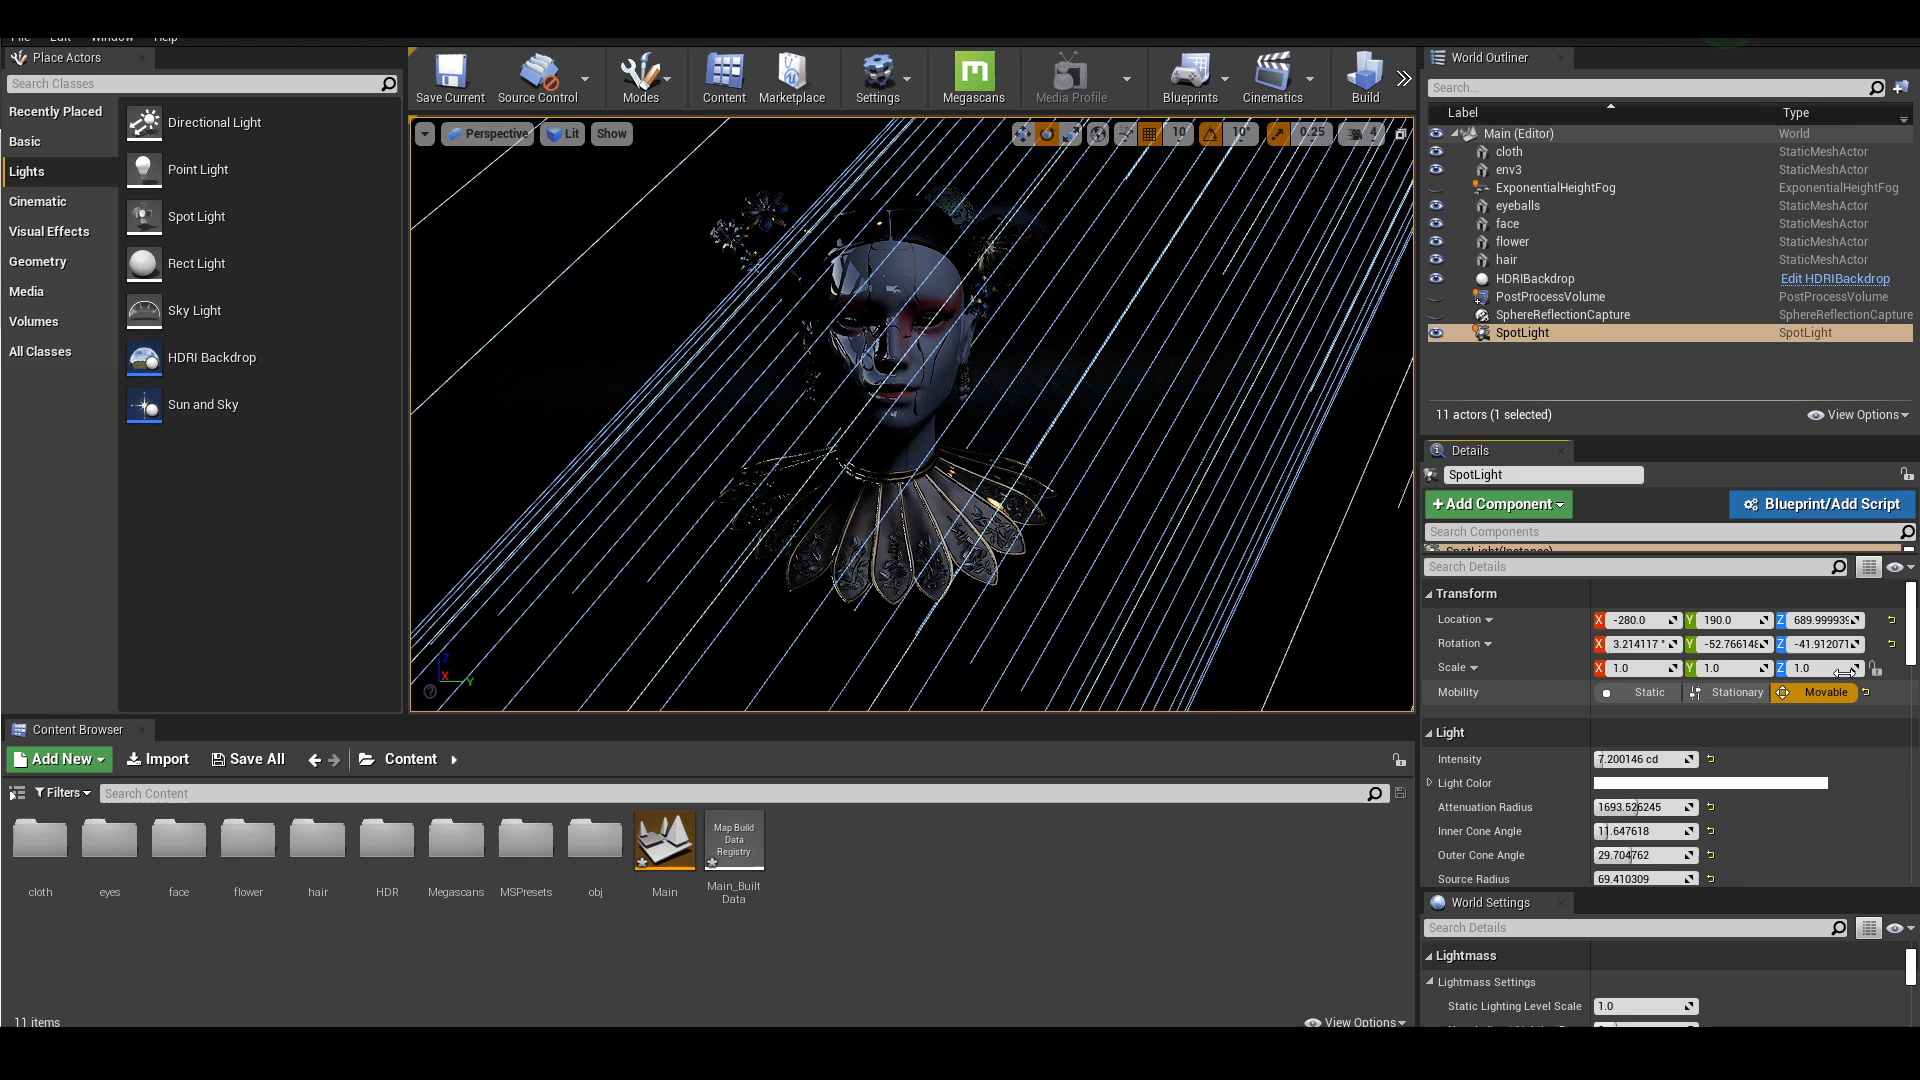 File Edit Window Help
Place Actors
Search Classes
Recently Placed
Basic
Lights
Cinematic
Visual Effects
Geometry
Media
Volumes
All Classes
Directional Light
Point Light
Spot Light
Rect Light
Sky Light
HDRI Backdrop
Sun and Sky
Save Current
Source Control
Modes
Content
Marketplace
Settings
Megascans
Media Profile
Blueprints
Cinematics
Build
Perspective
Lit
Show
10
10°
0.25
4
Z
X
Y
World Outliner
Search...
Label Type
Main (Editor) World
cloth StaticMeshActor
env3 StaticMeshActor
ExponentialHeightFog ExponentialHeightFog
eyeballs StaticMeshActor
face StaticMeshActor
flower StaticMeshActor
hair StaticMeshActor
HDRIBackdrop Edit HDRIBackdrop
PostProcessVolume PostProcessVolume
SphereReflectionCapture SphereReflectionCapture
SpotLight SpotLight
11 actors (1 selected) View Options
Details
SpotLight
+Add Component Blueprint/Add Script
Search Components
SpotLight(Instance)
Search Details
Transform
Location X -280.0 Y 190.0 Z 689.999939
Rotation X 3.214117 ° Y -52.766148 Z -41.912071
Scale X 1.0 Y 1.0 Z 1.0
Mobility Static Stationary Movable
Light
Intensity 7.200146 cd
Light Color
Attenuation Radius 1693.526245
Inner Cone Angle 11.647618
Outer Cone Angle 29.704762
Source Radius 69.410309
World Settings
Search Details
Lightmass
Lightmass Settings
Static Lighting Level Scale 1.0
Content Browser
Add New Import Save All Content
Filters Search Content
Map Build
Data
Registry
cloth eyes face flower hair HDR Megascans MSPresets obj Main Main_Built
Data
11 items View Options